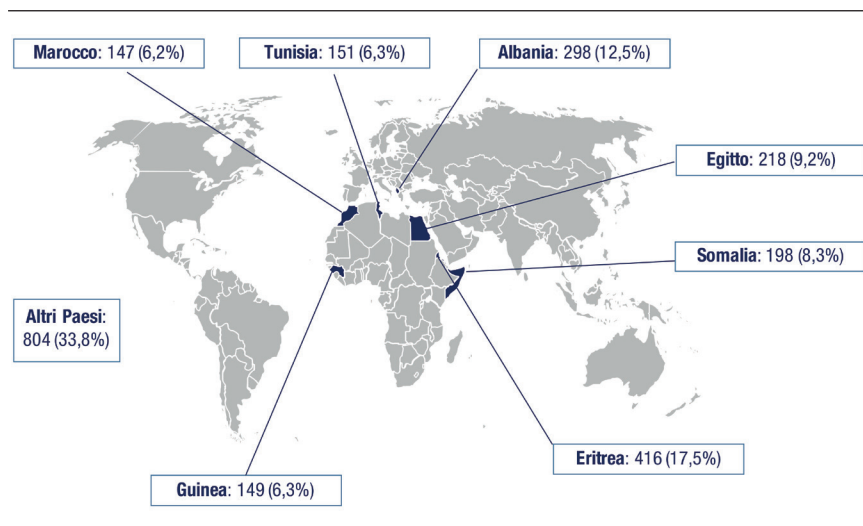 Marocco: 147 (6,2%)
Tunisia: 151 (6,3%)
Albania: 298 (12,5%)
Egitto: 218 (9,2%)
Somalia: 198 (8,3%)
Altri Paesi:
804 (33,8%)
Eritrea: 416 (17,5%)
Guinea: 149 (6,3%)